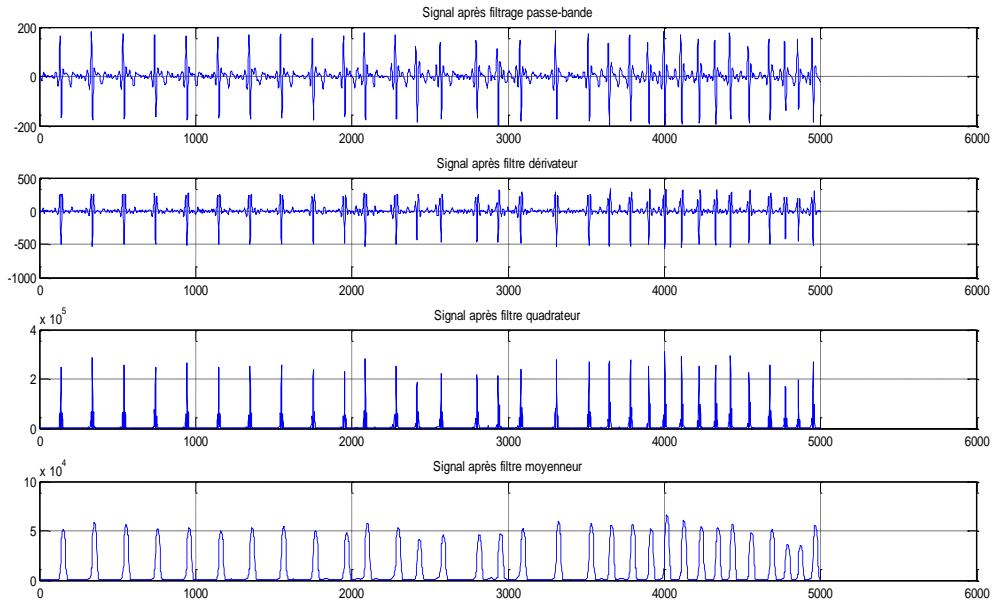 Signal après filtrage passe-bande
200
0
-200
0 1000 2000 3000 4000 5000 6000
Signal après filtre dérivateur
500
0
-500
-1000
0 1000 2000 3000 4000 5000 6000
Signal après filtre quadrateur
x 10^5
4
2
0
0 1000 2000 3000 4000 5000 6000
Signal après filtre moyenneur
x 10^4
10
5
0
0 1000 2000 3000 4000 5000 6000